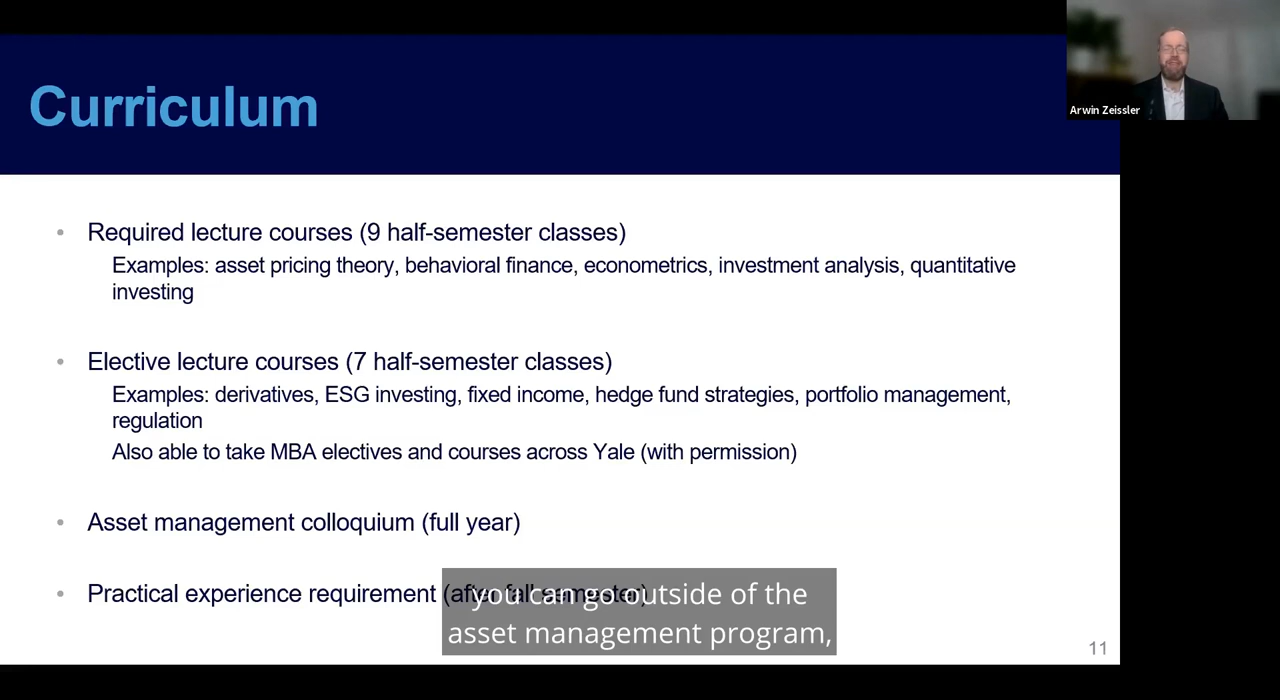 Curriculum
Arwin Zeissler
• Required lecture courses (9 half-semester classes)
Examples: asset pricing theory, behavioral finance, econometrics, investment analysis, quantitative
investing
• Elective lecture courses (7 half-semester classes)
Examples: derivatives, ESG investing, fixed income, hedge fund strategies, portfolio management,
regulation
Also able to take MBA electives and courses across Yale (with permission)
• Asset management colloquium (full year)
• Practical experience requirement (after fall semester)
you can go outside of the
asset management program,
11